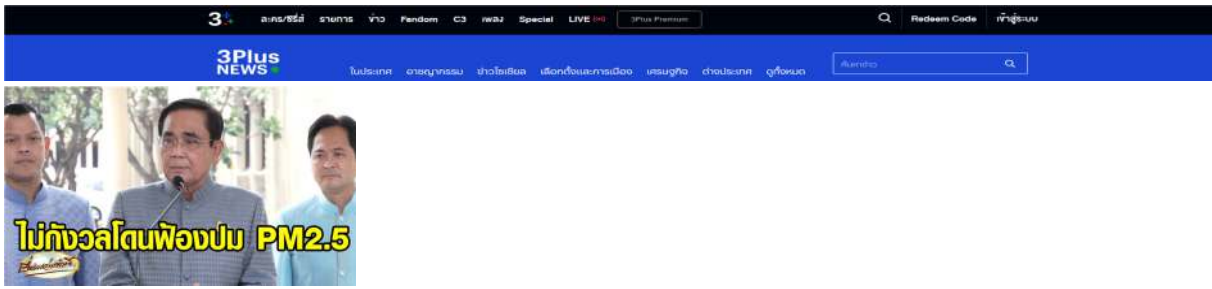 3+ ละคร/ซีรีส์ รายการ ข่าว Fandom C3 เพลง Special LIVE 3Plus Premium Redeem Code เข้าสู่ระบบ
3Plus
NEWS
ในประเทศ อาชญากรรม ข่าวโซเชียล เลือกตั้งและการเมือง เศรษฐกิจ ต่างประเทศ ดูทั้งหมด ค้นหาข่าว
ไม่กังวลโดนฟ้องปม PM2.5